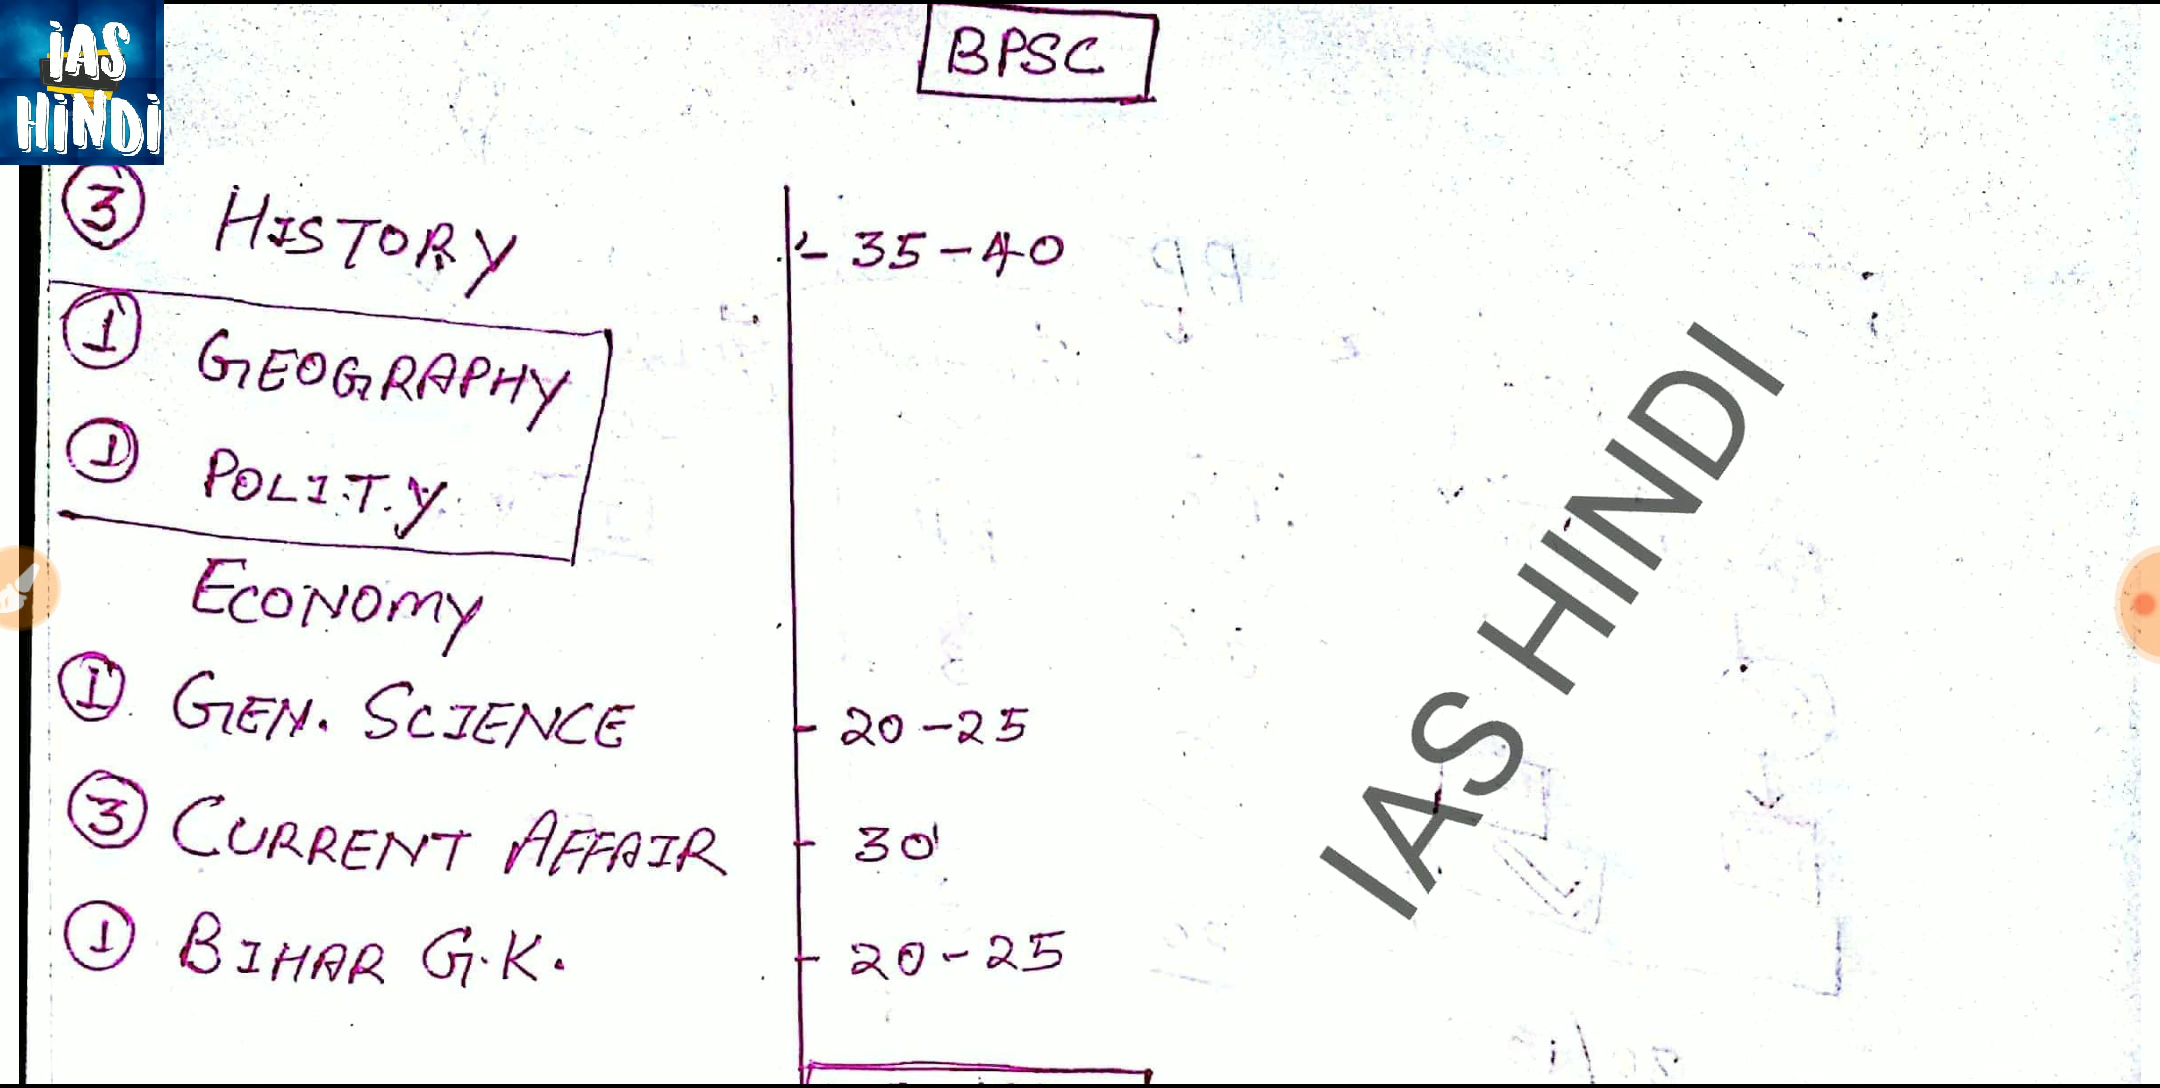 IAS
HINDI
BPSC
3 HISTORY - 35-40
1 GEOGRAPHY
1 POLITY
ECONOMY
1 GEN. SCIENCE - 20-25
3 CURRENT AFFAIR - 30
1 BIHAR G.K. - 20-25
IAS HINDI